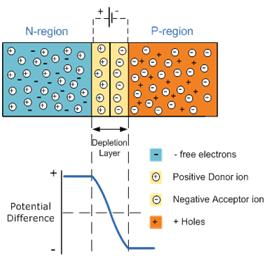 N-region P-region
+ -
Depletion
Layer
- free electrons
Positive Donor ion
Negative Acceptor ion
+ Holes
+
Potential
Difference
-